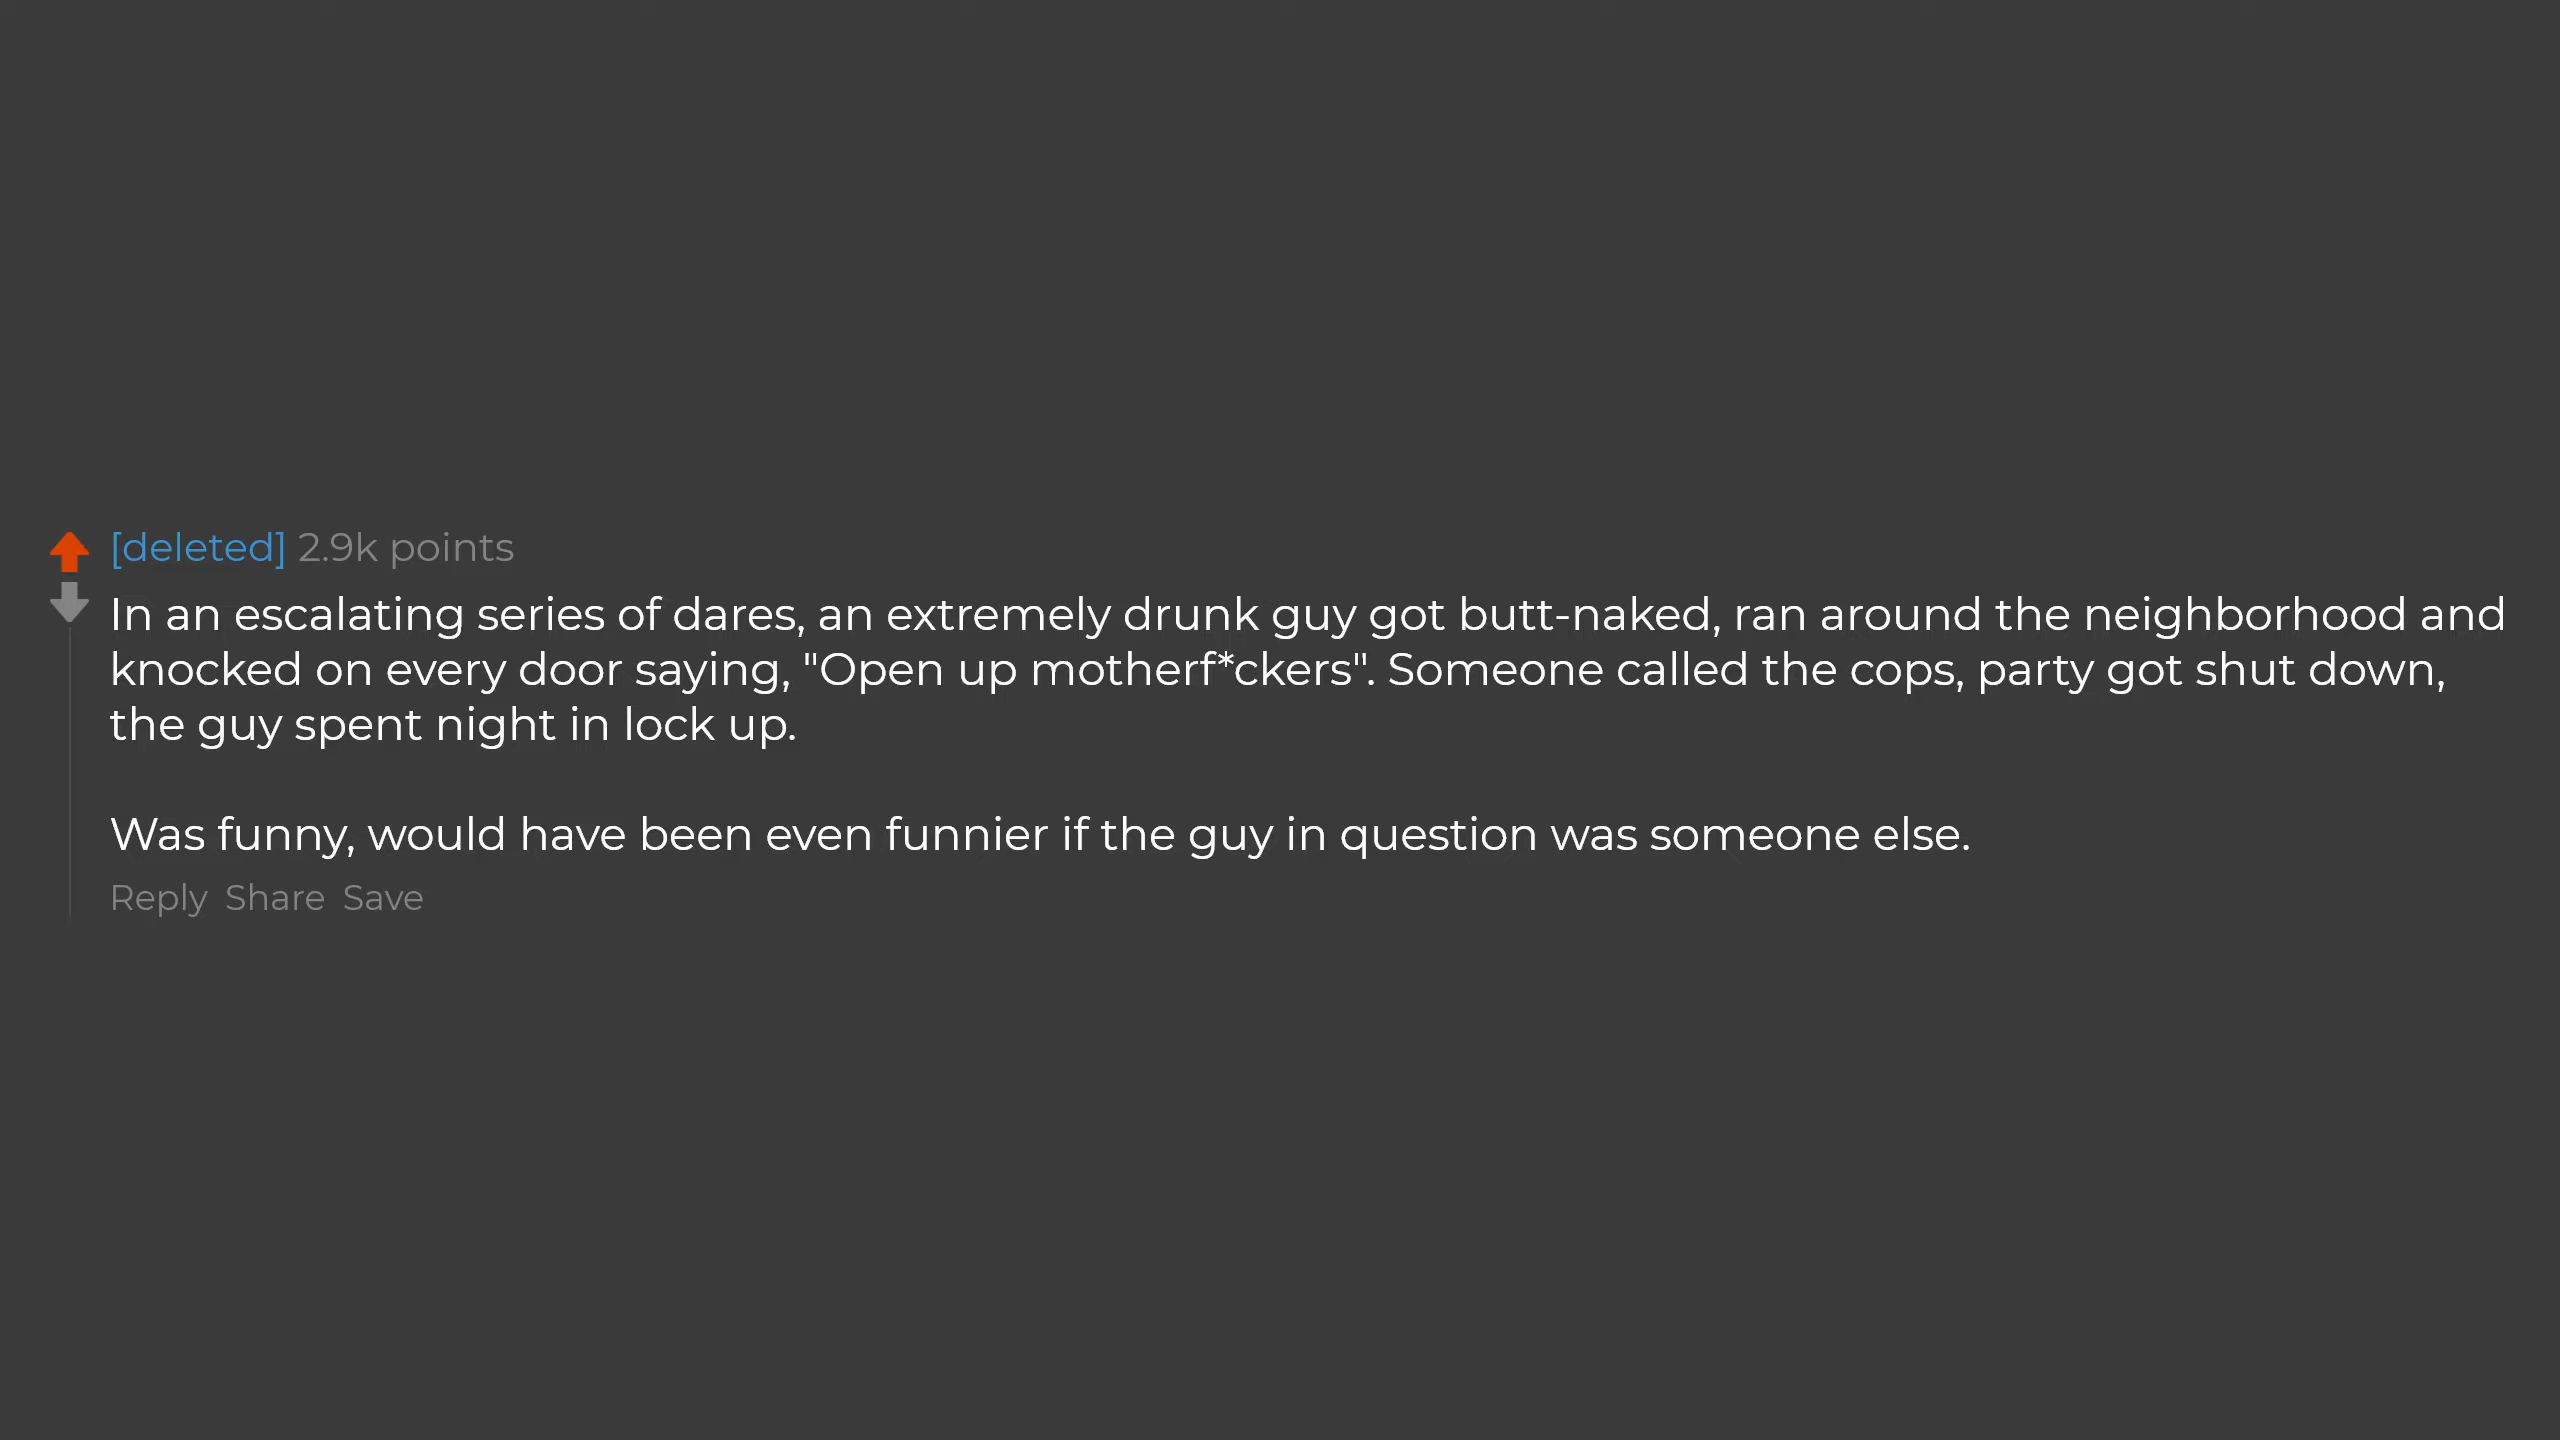 [deleted] 2.9k points
In an escalating series of dares, an extremely drunk guy got butt-naked, ran around the neighborhood and
knocked on every door saying, "Open up motherf*ckers". Someone called the cops, party got shut down,
the guy spent night in lock up.
Was funny, would have been even funnier if the guy in question was someone else.
Reply Share Save